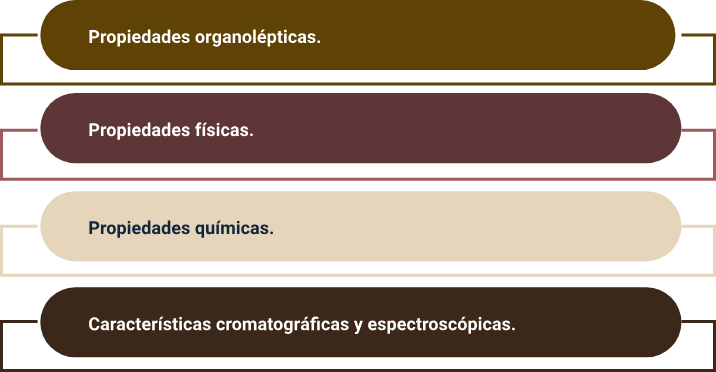 Propiedades organolépticas.
Propiedades físicas.
Propiedades químicas.
Características cromatográficas y espectroscópicas.